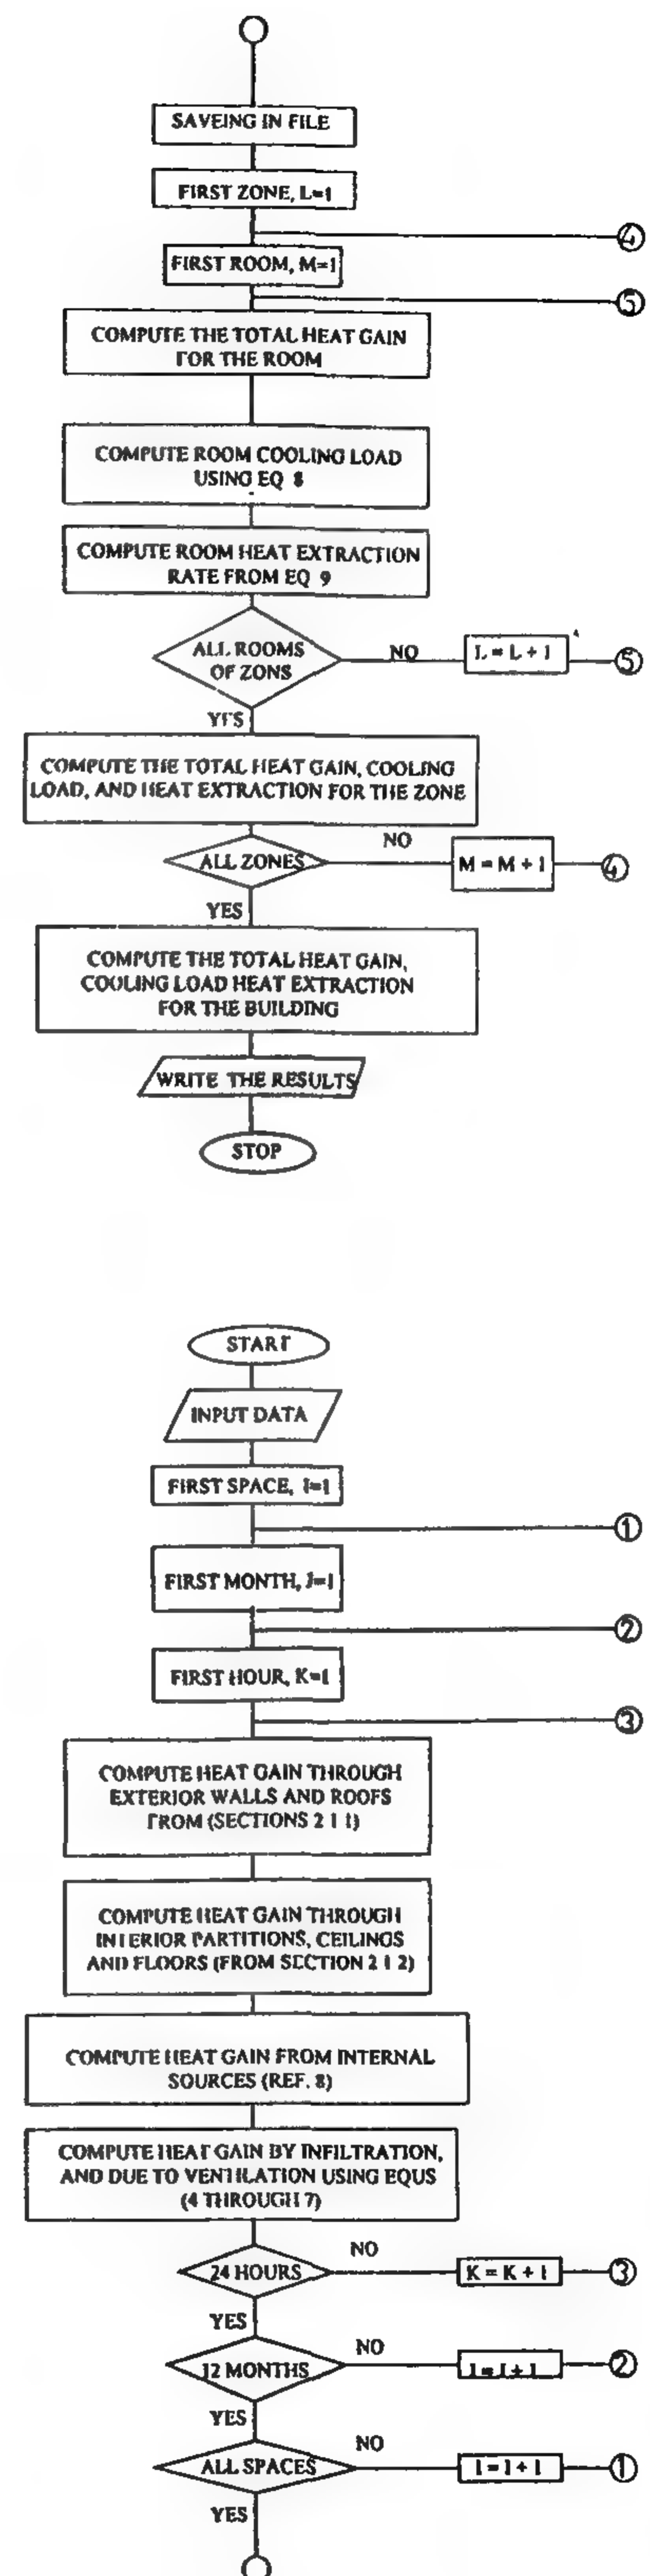 SAVEING IN FILE
FIRST ZONE, L=1
4
FIRST ROOM, M=1
5
COMPUTE THE TOTAL HEAT GAIN
FOR THE ROOM
COMPUTE ROOM COOLING LOAD
USING EQ 8
COMPUTE ROOM HEAT EXTRACTION
RATE FROM EQ 9
ALL ROOMS
OF ZONS
NO
L = L + 1
5
YES
COMPUTE THE TOTAL HEAT GAIN, COOLING
LOAD, AND HEAT EXTRACTION FOR THE ZONE
ALL ZONES
NO
M = M + 1
4
YES
COMPUTE THE TOTAL HEAT GAIN,
COOLING LOAD HEAT EXTRACTION
FOR THE BUILDING
WRITE THE RESULTS
STOP
START
INPUT DATA
FIRST SPACE, I=1
1
FIRST MONTH, J=1
2
FIRST HOUR, K=1
3
COMPUTE HEAT GAIN THROUGH
EXTERIOR WALLS AND ROOFS
FROM (SECTIONS 2 1 1)
COMPUTE HEAT GAIN THROUGH
INTERIOR PARTITIONS, CEILINGS
AND FLOORS (FROM SECTION 2 1 2)
COMPUTE HEAT GAIN FROM INTERNAL
SOURCES (REF. 8)
COMPUTE HEAT GAIN BY INFILTRATION,
AND DUE TO VENTILATION USING EQUS
(4 THROUGH 7)
24 HOURS
NO
K = K + 1
3
YES
12 MONTHS
NO
2
YES
ALL SPACES
NO
I = I + 1
1
YES